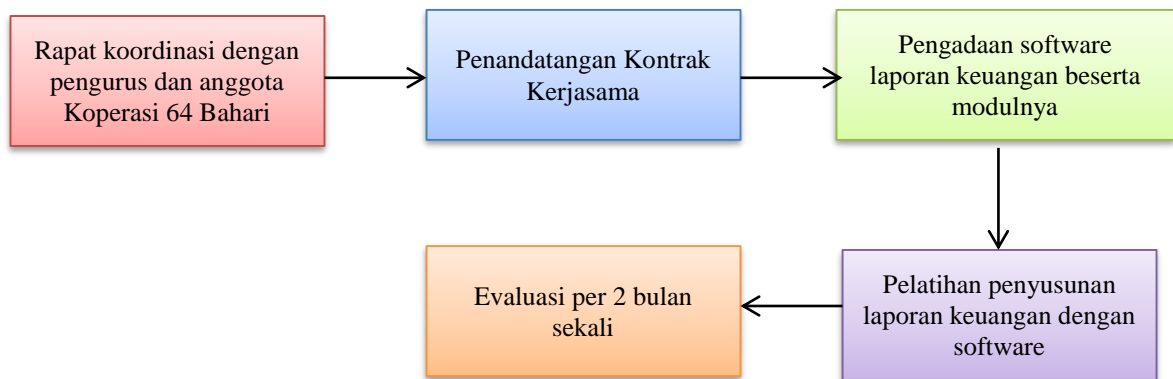 Rapat koordinasi dengan
pengurus dan anggota
Koperasi 64 Bahari
Penandatangan Kontrak
Kerjasama
Pengadaan software
laporan keuangan beserta
modulnya
Pelatihan penyusunan
laporan keuangan dengan
software
Evaluasi per 2 bulan
sekali